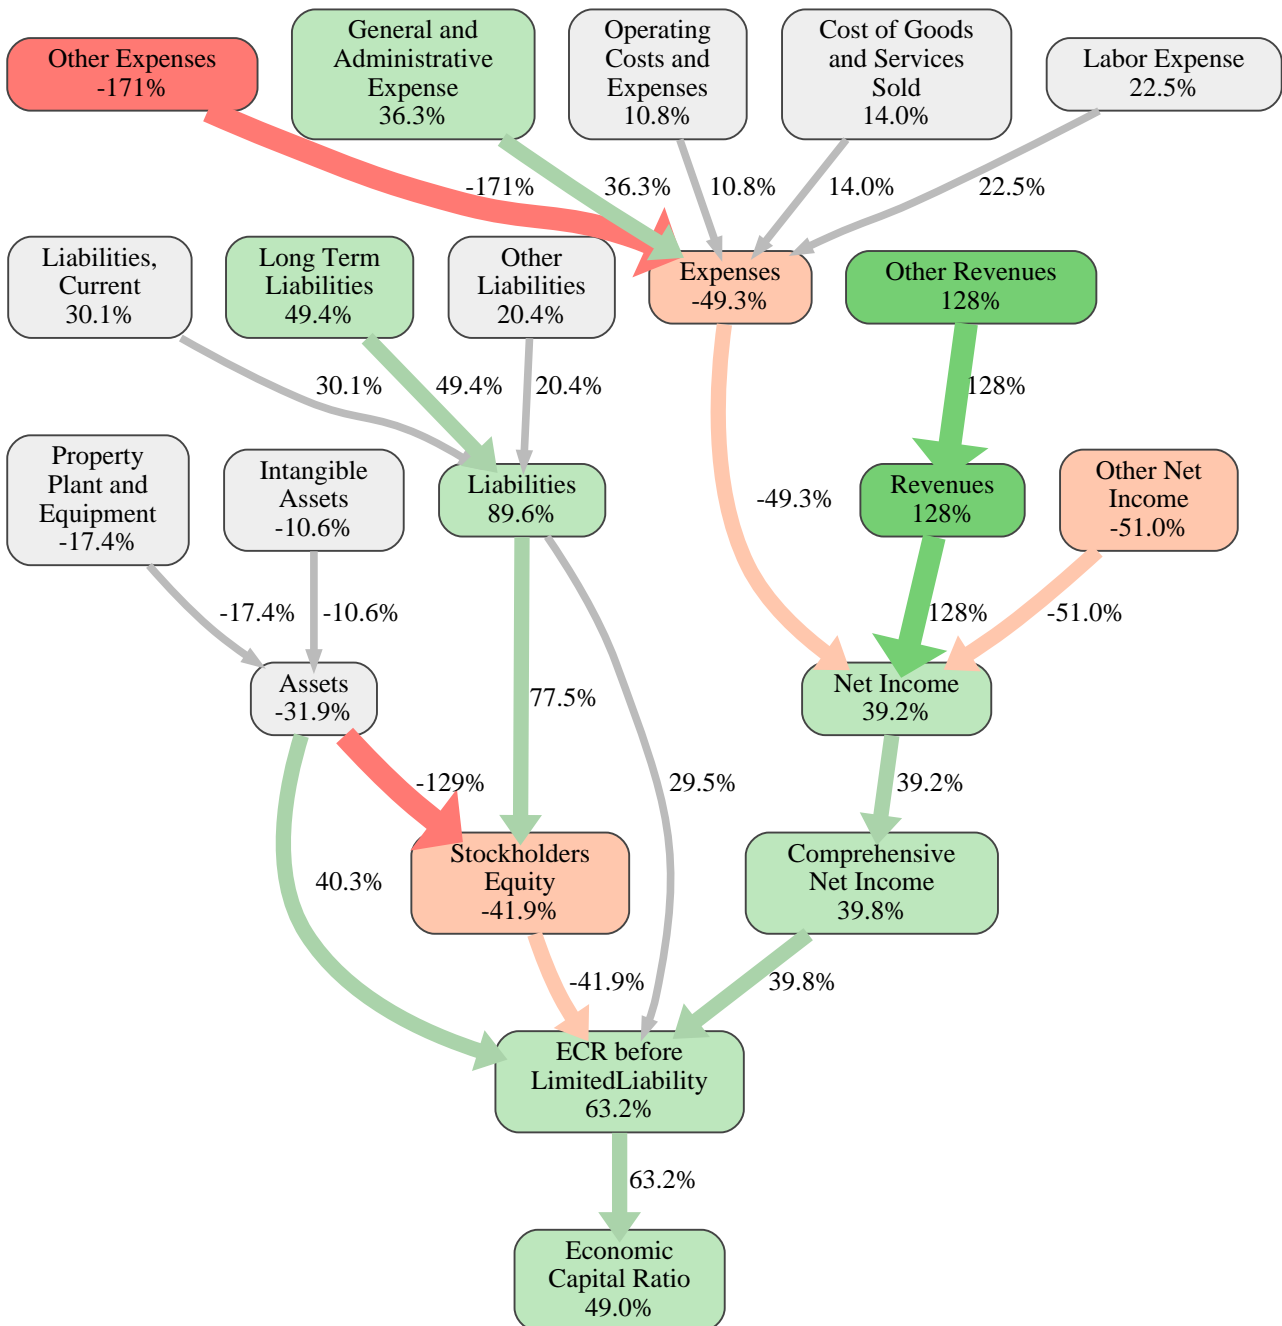 Other Expenses
-171%
General and
Administrative
Expense
36.3%
Operating
Costs and
Expenses
10.8%
Cost of Goods
and Services
Sold
14.0%
Labor Expense
22.5%
-171%
36.3%
10.8%
14.0%
22.5%
Liabilities,
Current
30.1%
Long Term
Liabilities
49.4%
Other
Liabilities
20.4%
Expenses
-49.3%
Other Revenues
128%
30.1%
49.4%
20.4%
128%
Property
Plant and
Equipment
-17.4%
Intangible
Assets
-10.6%
Liabilities
89.6%
-49.3%
Revenues
128%
Other Net
Income
-51.0%
-17.4%
-10.6%
128%
-51.0%
Assets
-31.9%
77.5%
Net Income
39.2%
-129%
29.5%
39.2%
40.3%
Stockholders
Equity
-41.9%
Comprehensive
Net Income
39.8%
-41.9%
39.8%
ECR before
LimitedLiability
63.2%
63.2%
Economic
Capital Ratio
49.0%